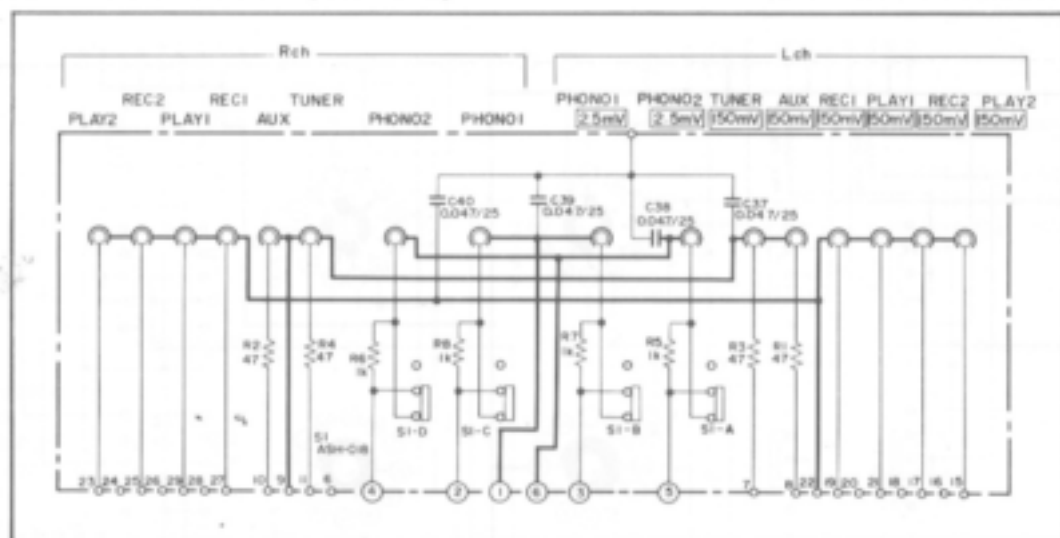 Rch L.ch
REC2 REC1 TUNER PHONO1 PHONO2 TUNER AUX REC1 PLAY1 REC2 PLAY2
PLAY2 PLAY1 AUX PHONO2 PHONO1 2.5mV 2.5mV 150mV 150mV 150mV 150mV 150mV 150mV
C40 C39 C38 C37
0.047/25 0.047/25 0.047/25 0.047/25
R2 R4 R6 R8 R7 R5 R3 R1
47 47 1k 1k 1k 1k 47 47
S1-D S1-C S1-B S1-A
S1
ASH-018
23 24 25 26 29 28 27 10 9 11 6 4 2 1 6 3 5 7 8 22 19 20 21 18 17 16 15